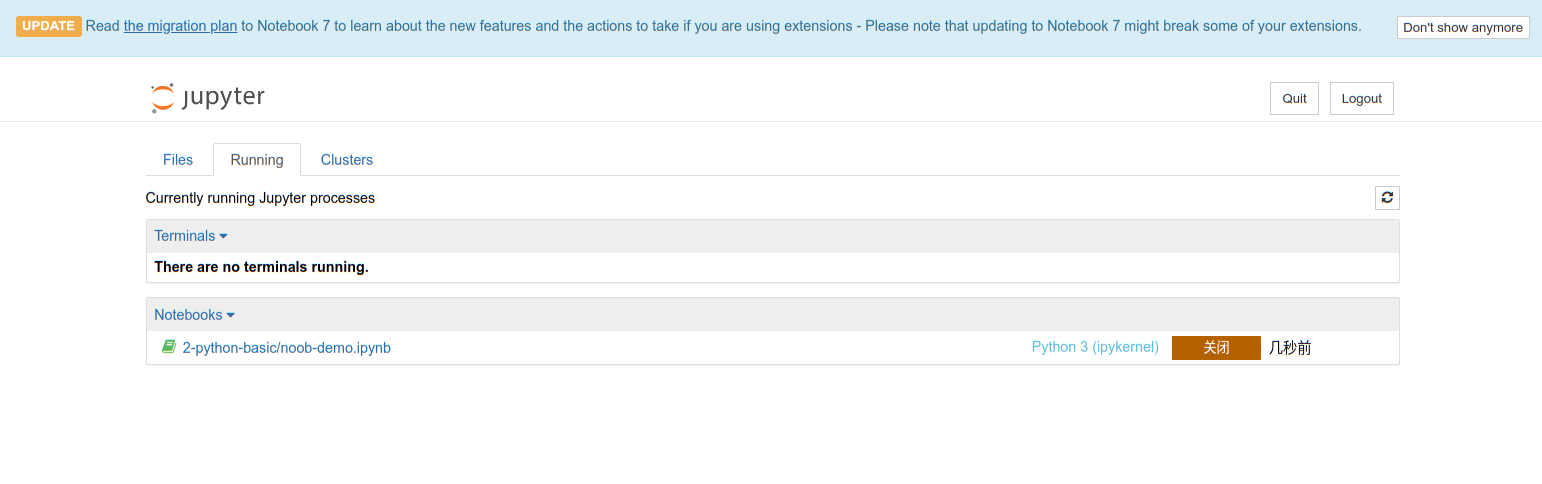 UPDATE Read the migration plan to Notebook 7 to learn about the new features and the actions to take if you are using extensions - Please note that updating to Notebook 7 might break some of your extensions. Don't show anymore
jupyter Quit Logout
Files Running Clusters
Currently running Jupyter processes
Terminals
There are no terminals running.
Notebooks
2-python-basic/noob-demo.ipynb Python 3 (ipykernel) 关闭 几秒前